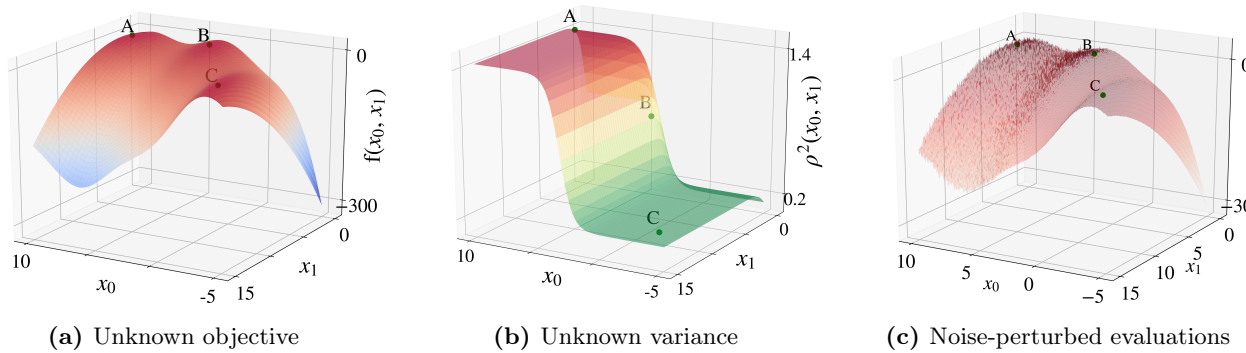 A
B
C
0
−300
f(x₀, x₁)
10
x₀
-5
15
x₁
0
(a) Unknown objective
A
B
C
1.4
0.2
ρ²(x₀, x₁)
10
x₀
-5
15
x₁
0
(b) Unknown variance
A
B
C
0
−30
10
5
x₀
0
−5
15
10
x₁
5
0
(c) Noise-perturbed evaluations